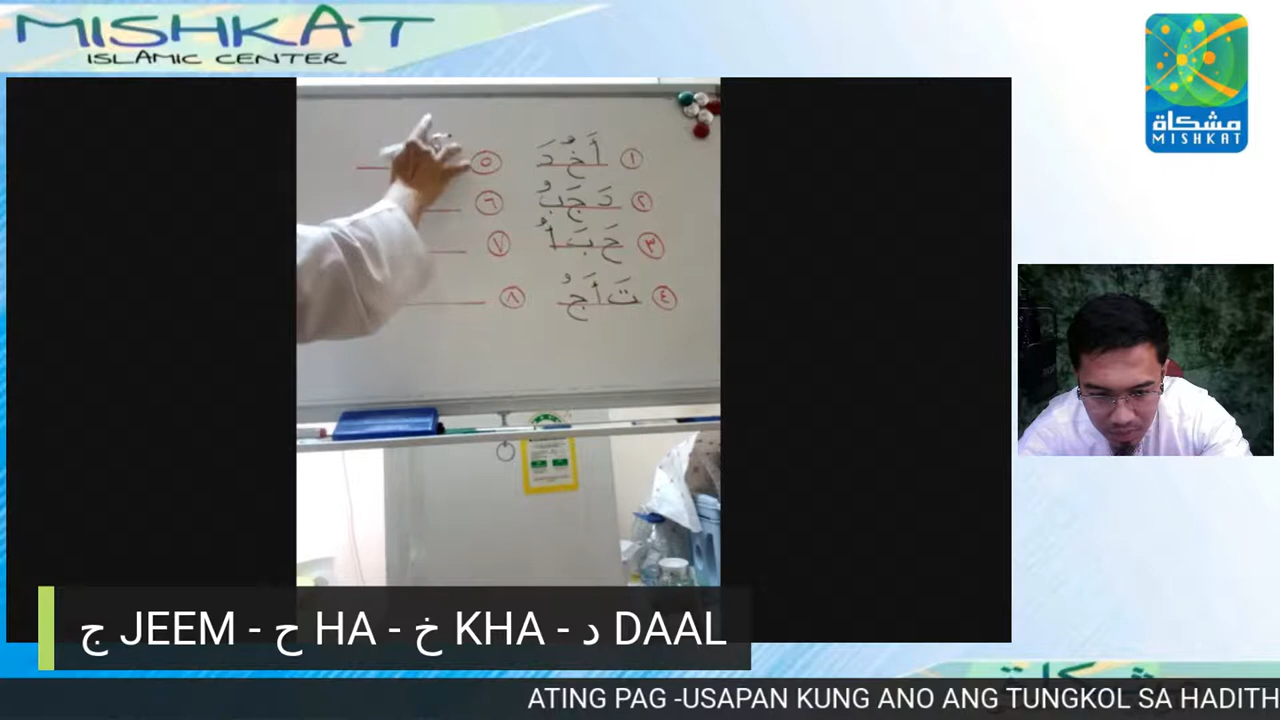 MISHKAT
ISLAMIC CENTER
مشكاة
MISHKAT
١ أَ خُ دَ
٢ دَ جَ بُ
٣ حَ بَ أُ
٤ تَ أَ جُ
٥
٦
٧
٨
ج JEEM - ح HA - خ KHA - د DAAL
ATING PAG -USAPAN KUNG ANO ANG TUNGKOL SA HADITH